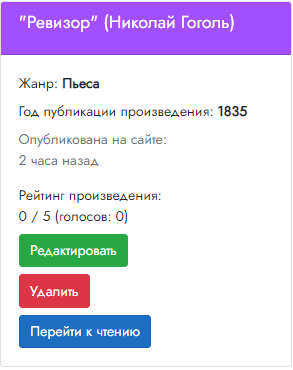 "Ревизор" (Николай Гоголь)
Жанр: Пьеса
Год публикации произведения: 1835
Опубликована на сайте:
2 часа назад
Рейтинг произведения:
0 / 5 (голосов: 0)
Редактировать
Удалить
Перейти к чтению